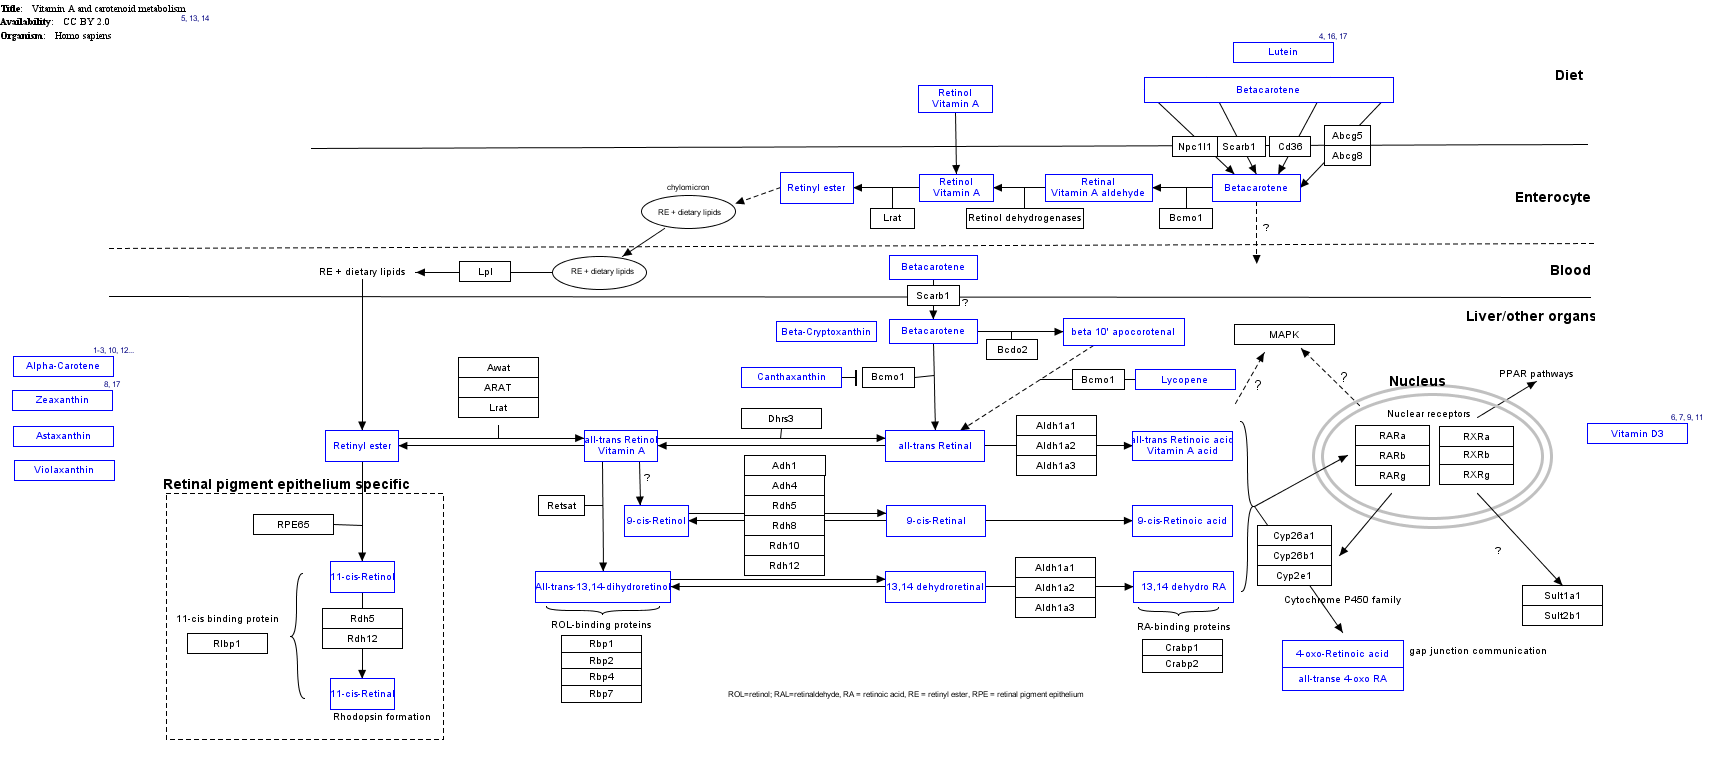 Title: Vitamin A and carotenoid metabolism
Availability: CC BY 2.0
Organism: Homo sapiens
5, 13, 14
4, 16, 17
Lutein
Diet
Betacarotene
Retinol
Vitamin A
Npc1l1
Scarb1
Cd36
Abcg5
Abcg8
Enterocyte
chylomicron
RE + dietary lipids
Retinyl ester
Retinol
Vitamin A
Retinal
Vitamin A aldehyde
Betacarotene
Lrat
Retinol dehydrogenases
Bcmo1
?
Blood
RE + dietary lipids
Lpl
RE + dietary lipids
Betacarotene
Scarb1
?
Liver/other organs
Beta-Cryptoxanthin
Betacarotene
beta 10' apocorotenal
Bcdo2
MAPK
1-3, 10, 12...
Alpha-Carotene
8, 17
Zeaxanthin
Astaxanthin
Violaxanthin
Awat
ARAT
Lrat
Canthaxanthin
Bcmo1
Bcmo1
Lycopene
?
?
Nucleus
PPAR pathways
Nuclear receptors
RARa
RARb
RARg
RXRa
RXRb
RXRg
6, 7, 9, 11
Vitamin D3
Dhrs3
Retinyl ester
all-trans Retinol
Vitamin A
all-trans Retinal
Aldh1a1
Aldh1a2
Aldh1a3
all-trans Retinoic acid
Vitamin A acid
?
Retinal pigment epithelium specific
Adh1
Adh4
Rdh5
Rdh8
Rdh10
Rdh12
Retsat
9-cis-Retinol
9-cis-Retinal
9-cis-Retinoic acid
RPE65
Cyp26a1
Cyp26b1
Cyp2e1
Cytochrome P450 family
?
11-cis-Retinol
All-trans-13,14-dihydroretinol
13,14 dehydroretinal
Aldh1a1
Aldh1a2
Aldh1a3
13,14 dehydro RA
Sult1a1
Sult2b1
11-cis binding protein
Rlbp1
Rdh5
Rdh12
ROL-binding proteins
Rbp1
Rbp2
Rbp4
Rbp7
RA-binding proteins
Crabp1
Crabp2
4-oxo-Retinoic acid
all-transe 4-oxo RA
gap junction communication
11-cis-Retinal
Rhodopsin formation
ROL=retinol; RAL=retinaldehyde, RA = retinoic acid, RE = retinyl ester, RPE = retinal pigment epithelium